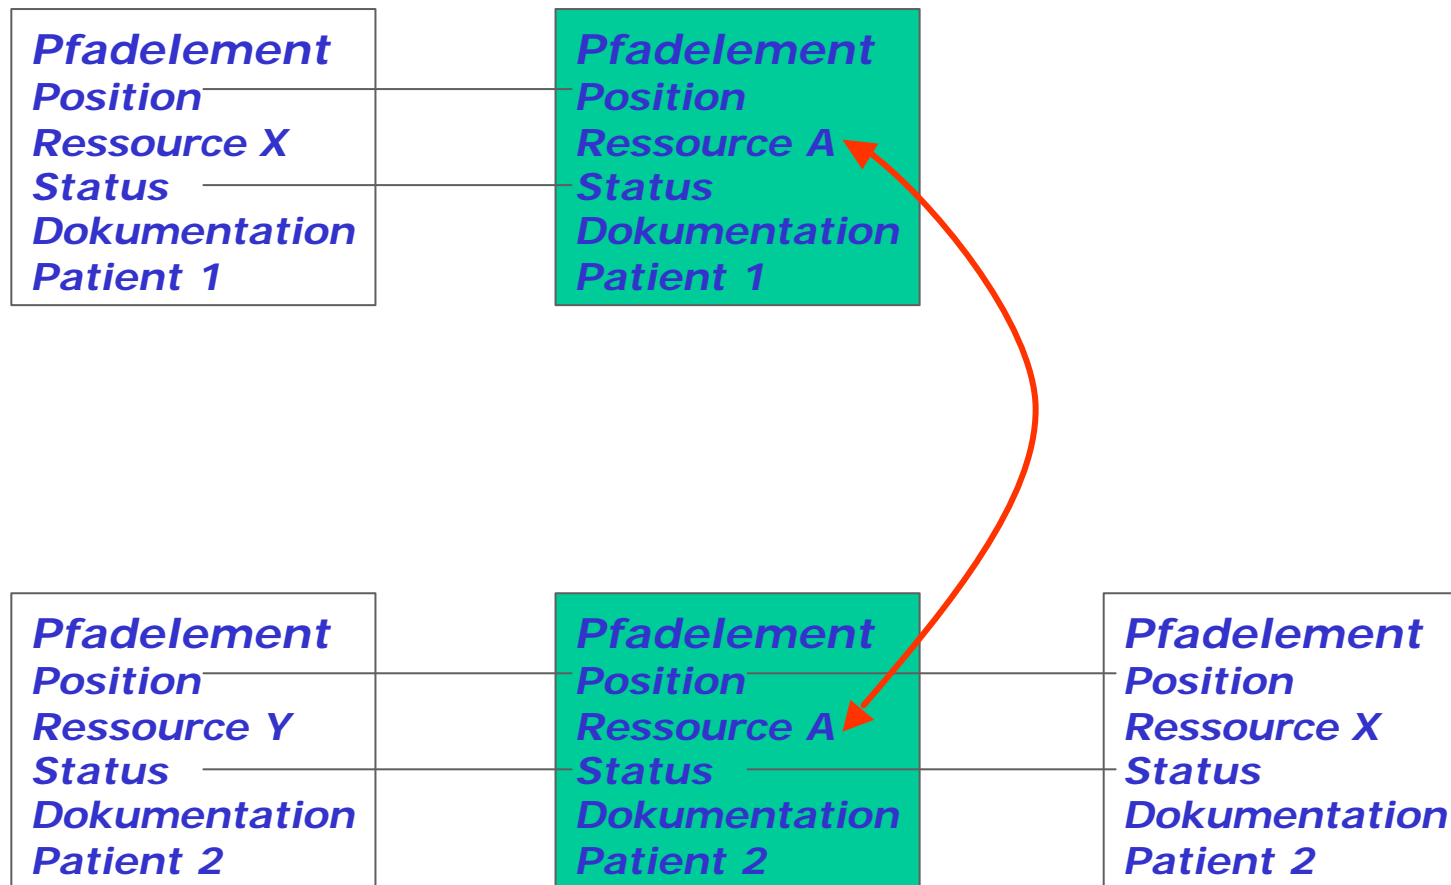 Pfadelement
Position
Ressource X
Status
Dokumentation
Patient 1
Pfadelement
Position
Ressource A
Status
Dokumentation
Patient 1
Pfadelement
Position
Ressource Y
Status
Dokumentation
Patient 2
Pfadelement
Position
Ressource A
Status
Dokumentation
Patient 2
Pfadelement
Position
Ressource X
Status
Dokumentation
Patient 2